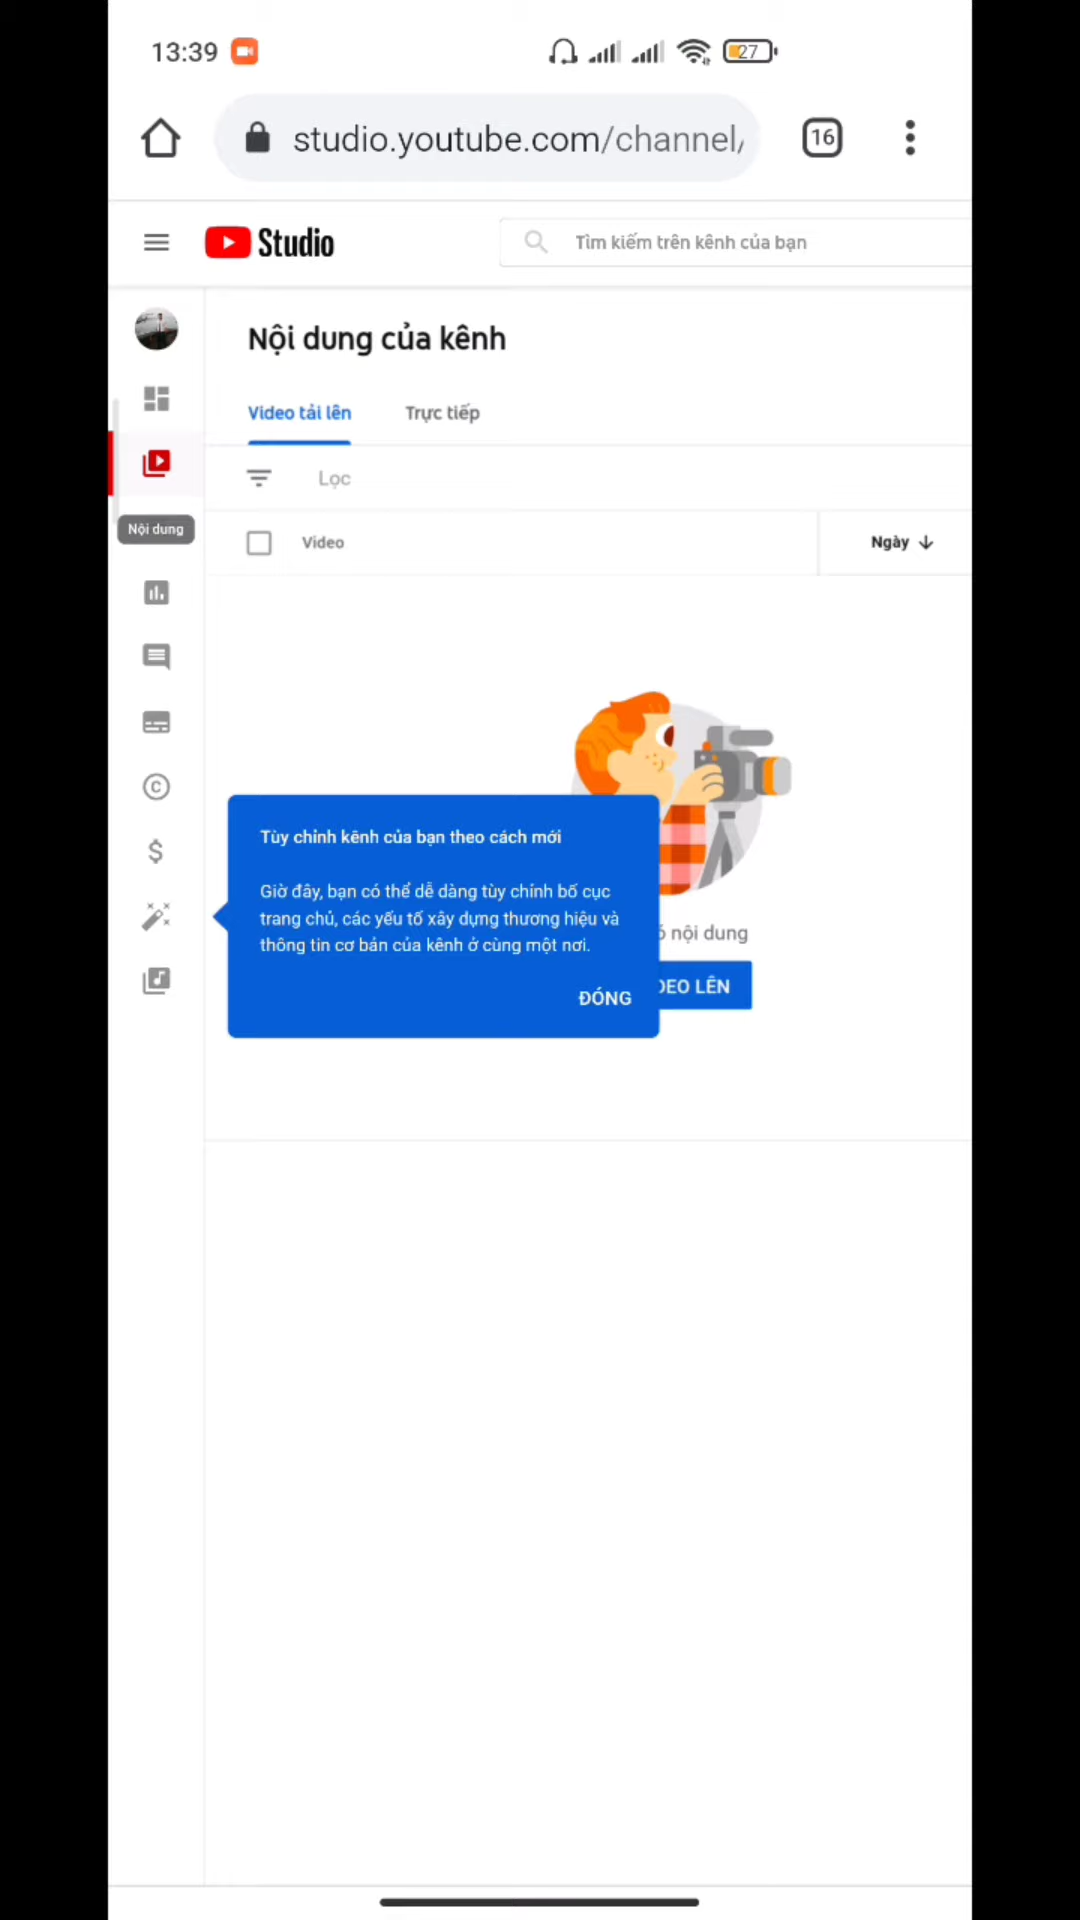 13:39
27
studio.youtube.com/channel/
16
Studio
Tìm kiếm trên kênh của bạn
Nội dung của kênh
Video tải lên
Trực tiếp
Lọc
Nội dung
Video
Ngày
Tùy chỉnh kênh của bạn theo cách mới
Giờ đây, bạn có thể dễ dàng tùy chỉnh bố cục
trang chủ, các yếu tố xây dựng thương hiệu và
thông tin cơ bản của kênh ở cùng một nơi.
nội dung
LÊN
ĐÓNG